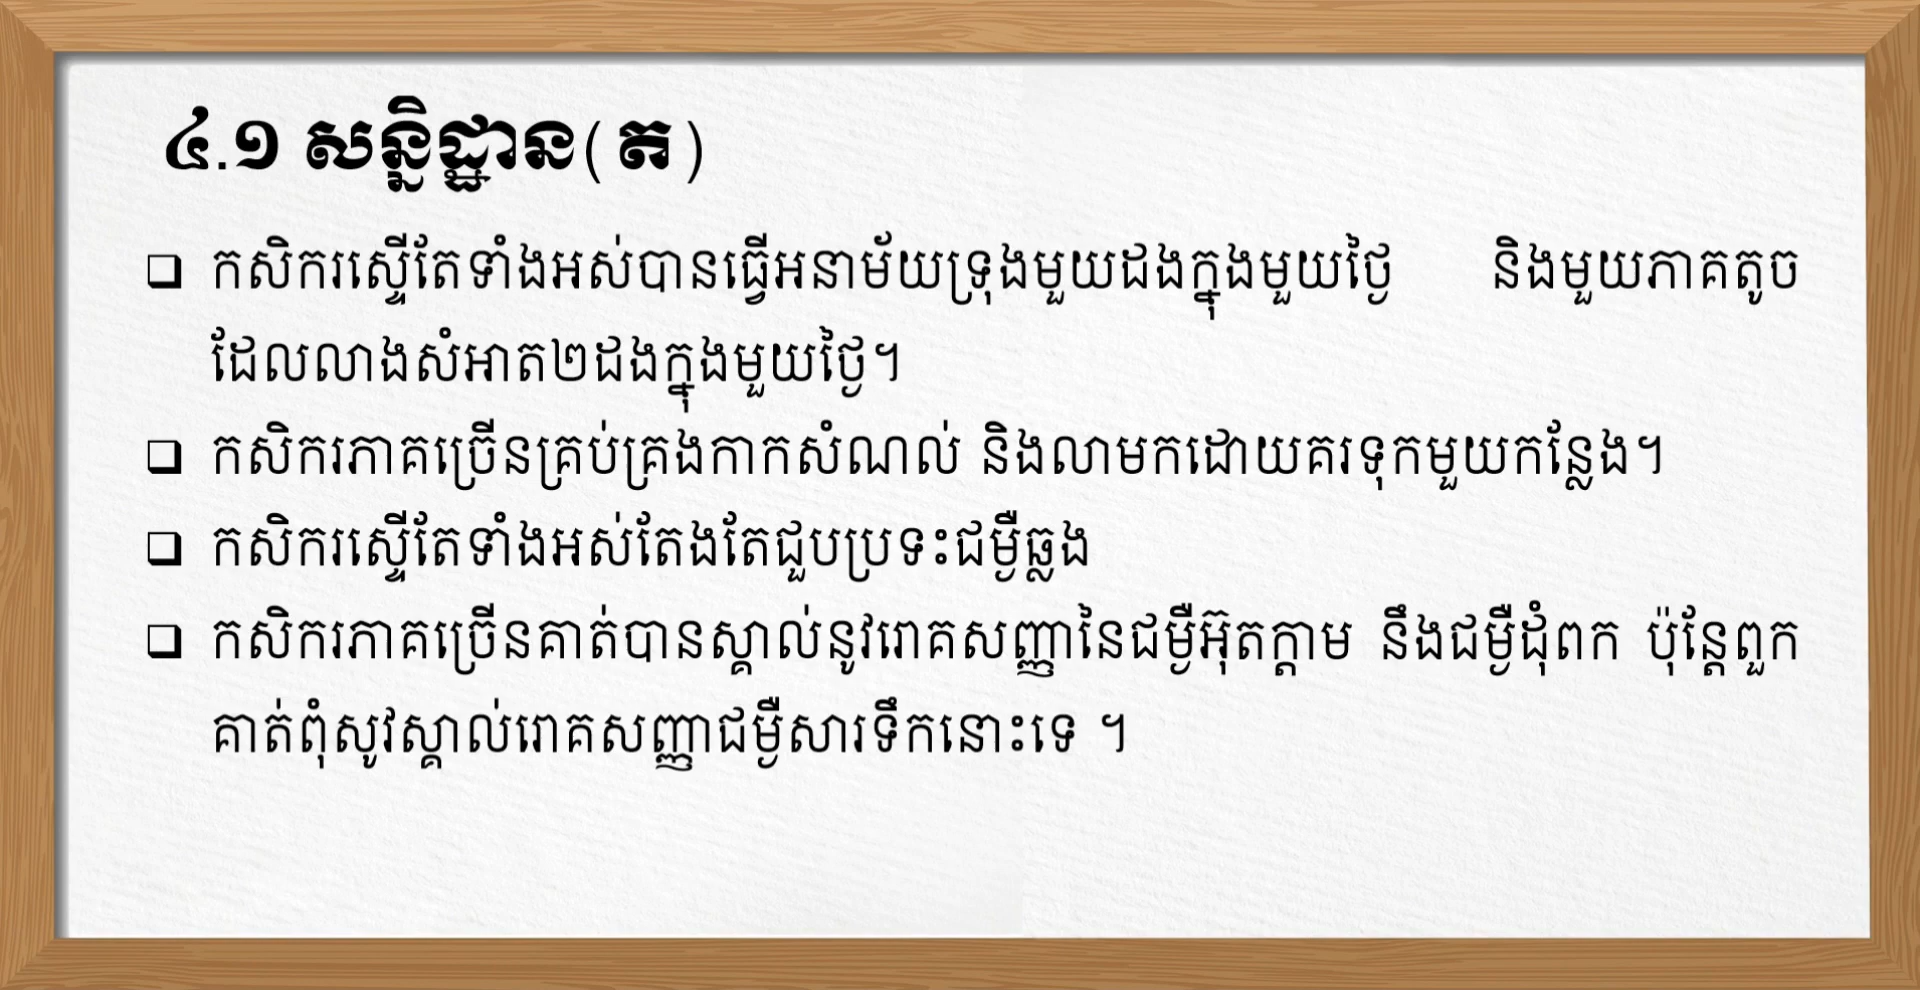 ៤.១ សន្និដ្ឋាន(ត)
❑ កសិករស្ទើតែទាំងអស់បានធ្វើអនាម័យទ្រុងមួយដងក្នុងមួយថ្ងៃ និងមួយភាគតូច
ដែលលាងសំអាត២ដងក្នុងមួយថ្ងៃ។
❑ កសិករភាគច្រើនគ្រប់គ្រងកាកសំណល់ និងលាមកដោយគរទុកមួយកន្លែង។
❑ កសិករស្ទើតែទាំងអស់តែងតែជួបប្រទះជម្ងឺឆ្លង
❑ កសិករភាគច្រើនគាត់បានស្គាល់នូវរោគសញ្ញានៃជម្ងឺអ៊ុតក្តាម នឹងជម្ងឺដុំពក ប៉ុន្តែពួក
គាត់ពុំសូវស្គាល់រោគសញ្ញាជម្ងឺសារទឹកនោះទេ ។